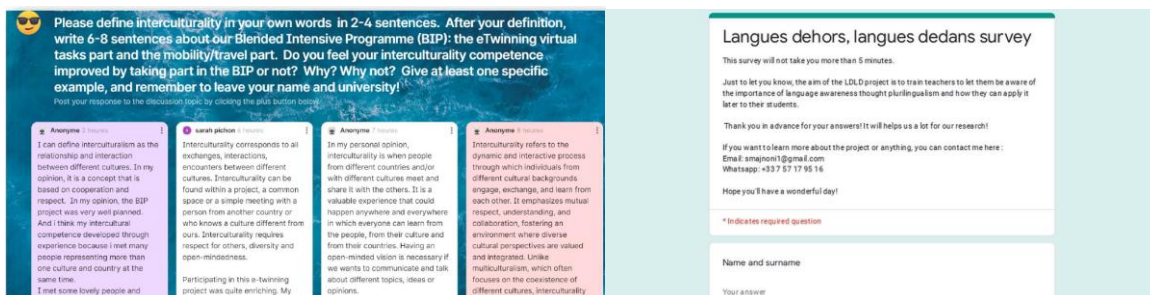 Please define interculturality in your own words in 2-4 sentences. After your definition,
write 6-8 sentences about our Blended Intensive Programme (BIP): the eTwinning virtual
tasks part and the mobility/travel part. Do you feel your interculturality competence
improved by taking part in the BIP or not? Why? Why not? Give at least one specific
example, and remember to leave your name and university!
Post your response to the discussion topic by clicking the plus button below
Anonyme 2 heures
I can define interculturalism as the
relationship and interaction
between different cultures. In my
opinion, it is a concept that is
based on cooperation and
respect. In my opinion, the BIP
project was very well planned.
And i think my intercultural
competence developed through
experience because i met many
people representing more than
one culture and country at the
same time.
I met some lovely people and
sarah pichon 6 heures
Interculturality corresponds to all
exchanges, interactions,
encounters between different
cultures. Interculturality can be
found within a project, a common
space or a simple meeting with a
person from another country or
who knows a culture different from
ours. Interculturality requires
respect for others, diversity and
open-mindedness.
Participating in this e-twinning
project was quite enriching. My
Anonyme 7 heures
In my personal opinion,
interculturality is when people
from different countries and/or
with different cultures meet and
share it with the others. It is a
valuable experience that could
happen anywhere and everywhere
in which everyone can learn from
the people, from their culture and
from their countries. Having an
open-minded vision is necessary if
we wants to communicate and talk
about different topics, ideas or
opinions.
Anonyme 8 heures
Interculturality refers to the
dynamic and interactive process
through which individuals from
different cultural backgrounds
engage, exchange, and learn from
each other. It emphasizes mutual
respect, understanding, and
collaboration, fostering an
environment where diverse
cultural perspectives are valued
and integrated. Unlike
multiculturalism, which often
focuses on the coexistence of
different cultures, interculturality
Langues dehors, langues dedans survey
This survey will not take you more than 5 minutes.
Just to let you know, the aim of the LDLD project is to train teachers to let them be aware of
the importance of language awareness thought plurilingualism and how they can apply it
later to their students.
Thank you in advance for your answers! It will helps us a lot for our research!
If you want to learn more about the project or anything, you can contact me here :
Email: smajnoni1@gmail.com
Whatsapp: +33 7 57 17 95 16
Hope you'll have a wonderful day!
* Indicates required question
Name and surname
Your answer